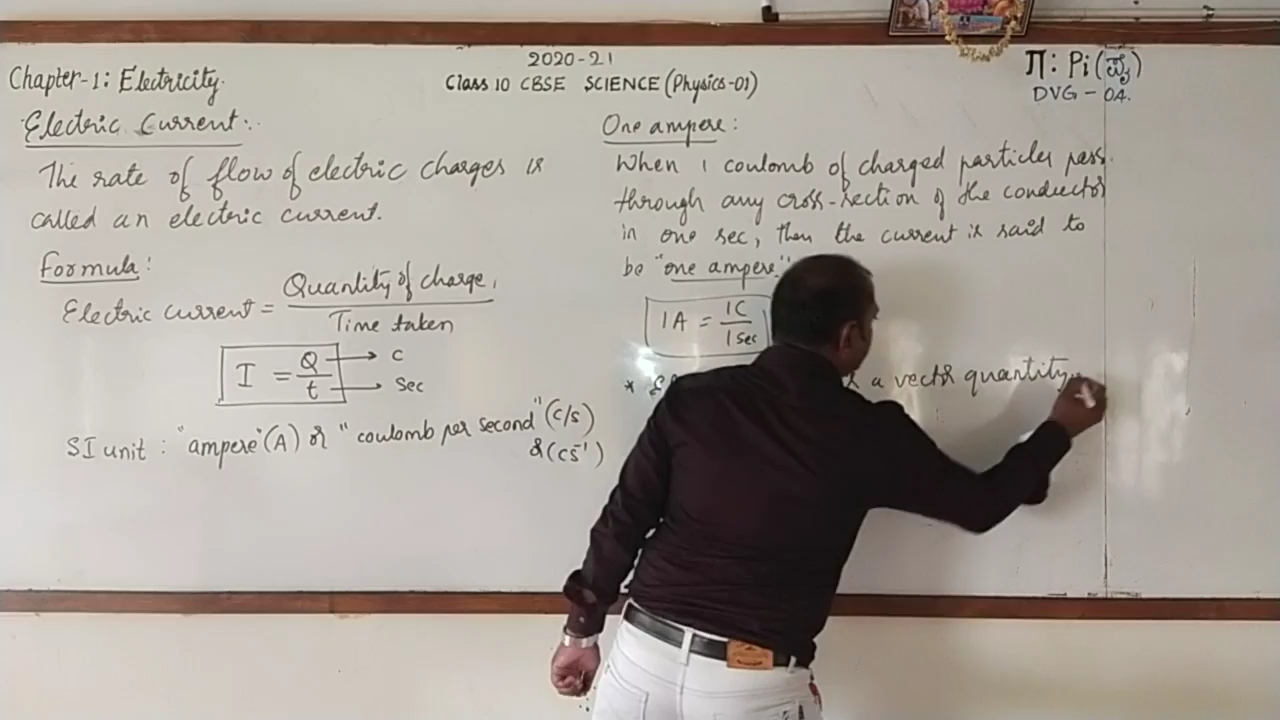 2020-21
Class 10 CBSE SCIENCE (Physics-01)
Π: Pi (ಪೈ)
DVG - 04.
Chapter-1: Electricity.
Electric Current:
The rate of flow of electric charges is
called an electric current.
Formula:
Electric current = Quantity of charge
Time taken
I = Q/t
C
Sec
SI unit : "ampere" (A) or "coulomb per second" (C/s)
& (CS⁻¹)
One ampere:
When 1 coulomb of charged particles pass
through any cross-section of the conductor
in one sec, then the current is said to
be "one ampere"
1A = 1C/1sec
* a vector quantity